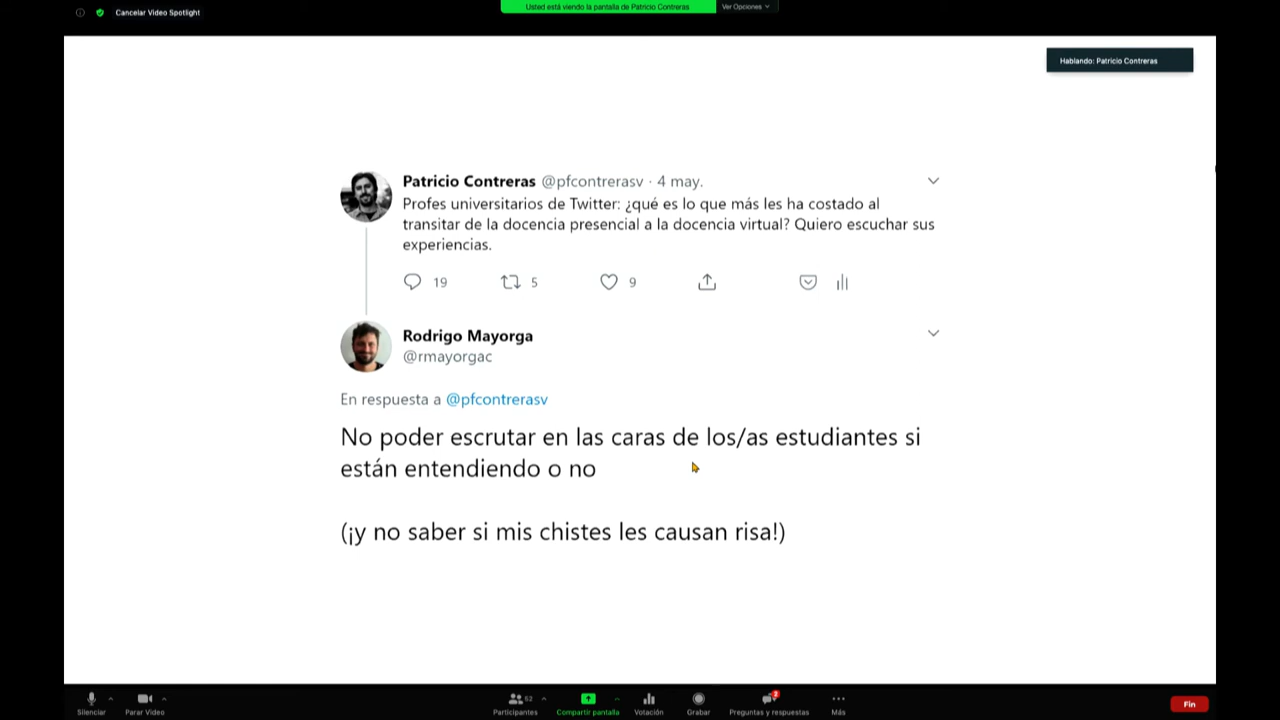 Cancelar Video Spotlight
Usted está viendo la pantalla de Patricio Contreras
Ver Opciones
Hablando: Patricio Contreras
Patricio Contreras @pfcontrerasv · 4 may.
Profes universitarios de Twitter: ¿qué es lo que más les ha costado al
transitar de la docencia presencial a la docencia virtual? Quiero escuchar sus
experiencias.
19 5 9
Rodrigo Mayorga
@rmayorgac
En respuesta a @pfcontrerasv
No poder escrutar en las caras de los/as estudiantes si
están entendiendo o no
(¡y no saber si mis chistes les causan risa!)
Silenciar
Parar Video
52
Participantes
Compartir pantalla
Votación
Grabar
2
Preguntas y respuestas
Más
Fin